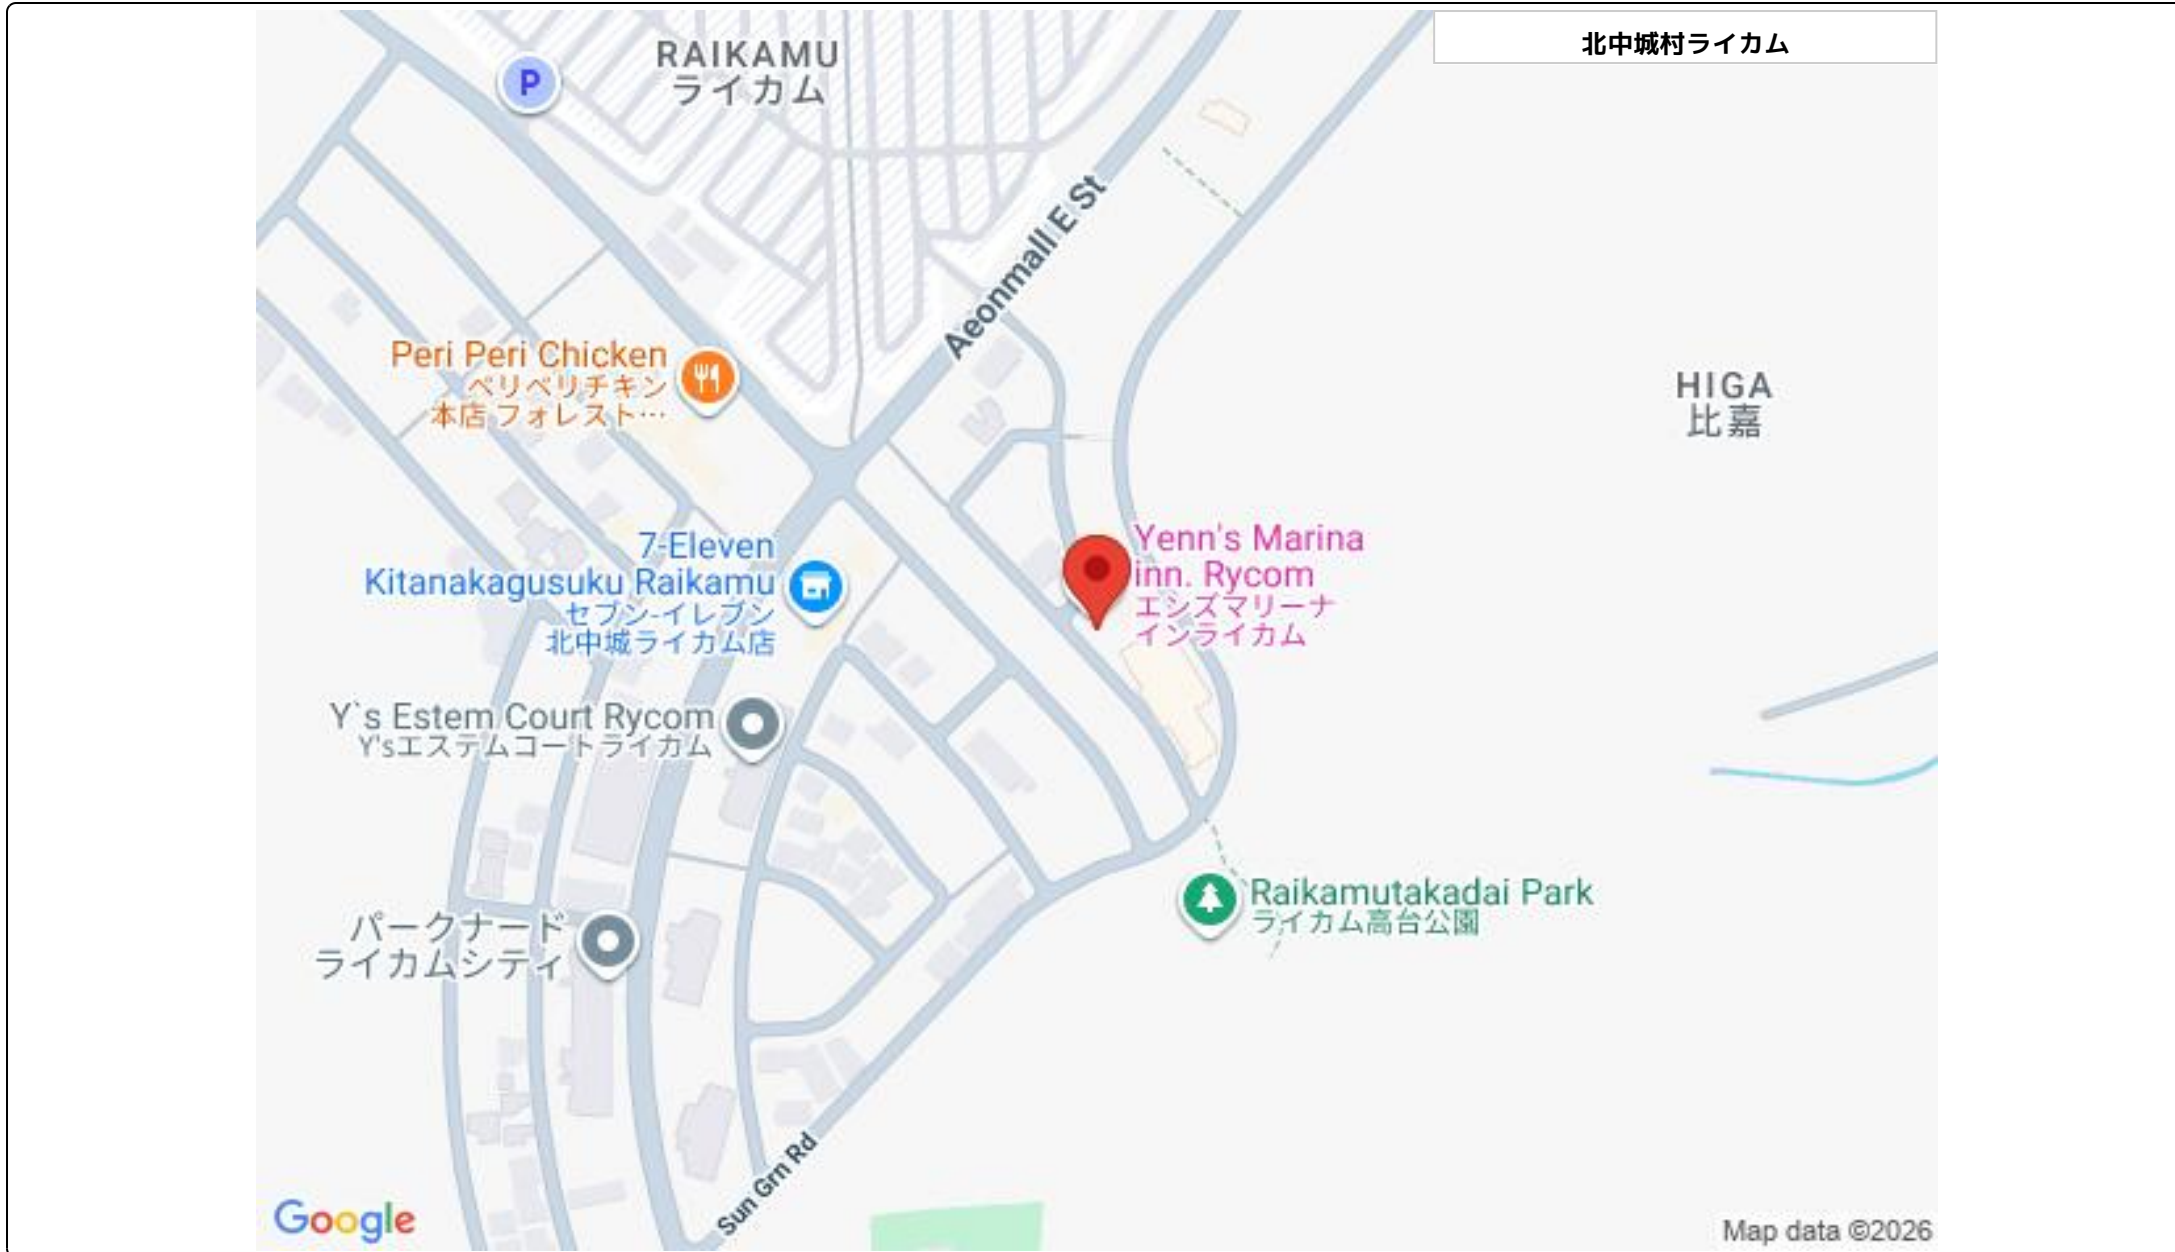 北中城村ライカム
RAIKAMU
ライカム
P
Aeonmall E St
Peri Peri Chicken
ペリペリチキン
本店 フォレスト…
HIGA
比嘉
7-Eleven
Kitanakagusuku Raikamu
セブン-イレブン
北中城ライカム店
Yenn's Marina
inn. Rycom
エンズマリーナ
インライカム
Y`s Estem Court Rycom
Y'sエステムコートライカム
Raikamutakadai Park
ライカム高台公園
パークナード
ライカムシティ
Sun Grn Rd
Google
Map data ©2026